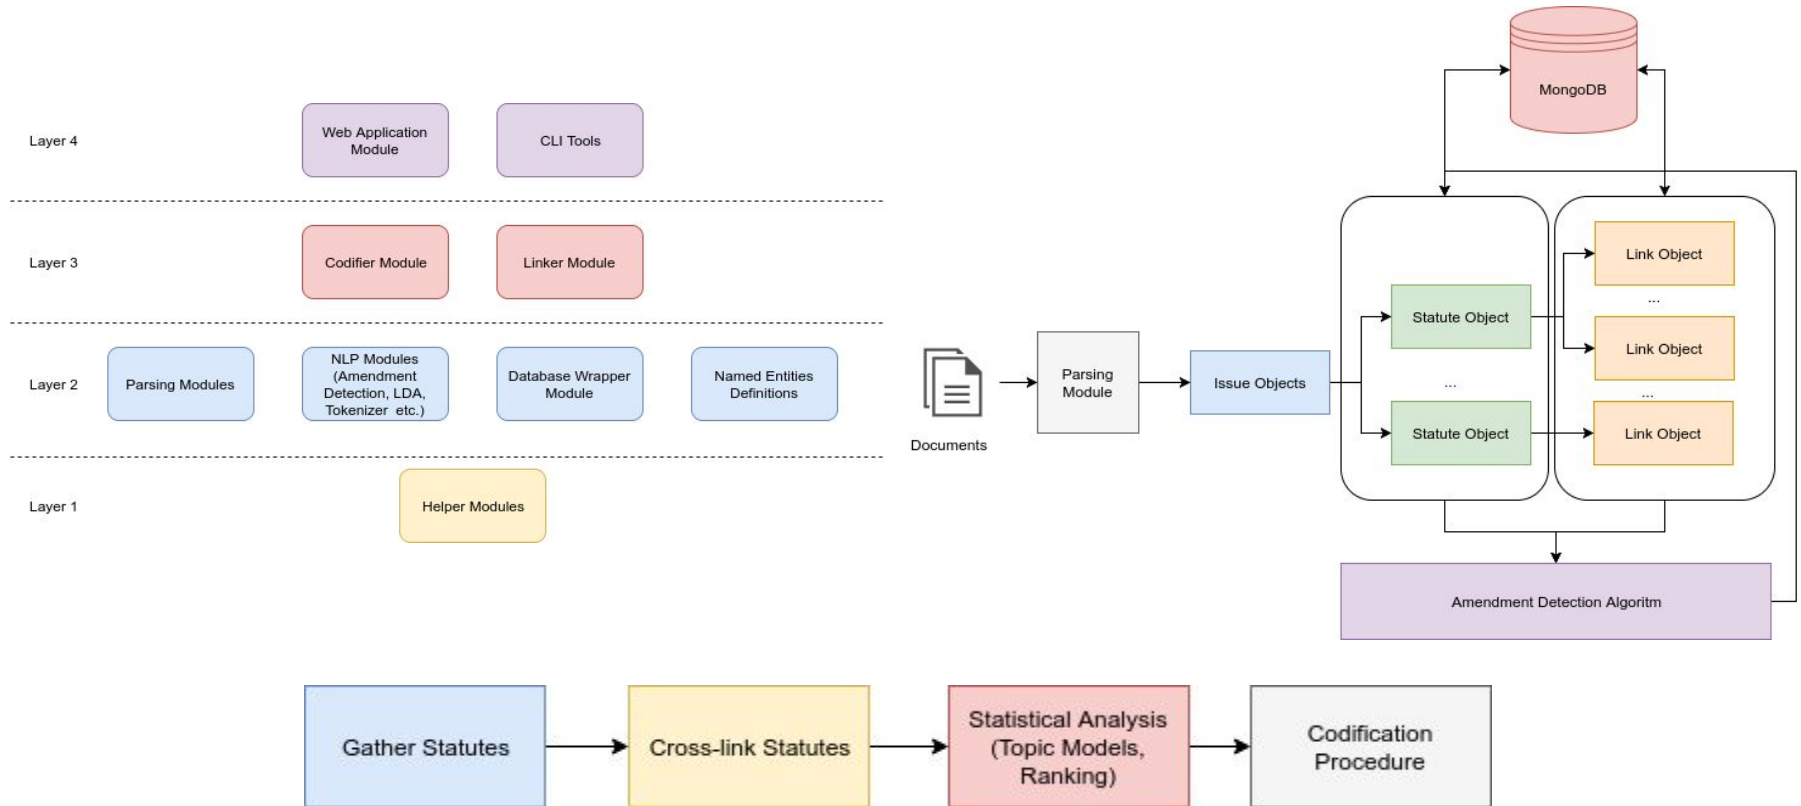 Layer 4
Web Application
Module
CLI Tools
Layer 3
Codifier Module
Linker Module
Layer 2
Parsing Modules
NLP Modules
(Amendment
Detection, LDA,
Tokenizer etc.)
Database Wrapper
Module
Named Entities
Definitions
Layer 1
Helper Modules
MongoDB
Documents
Parsing
Module
Issue Objects
Statute Object
...
Statute Object
Link Object
...
Link Object
...
Link Object
Amendment Detection Algoritm
Gather Statutes
Cross-link Statutes
Statistical Analysis
(Topic Models,
Ranking)
Codification
Procedure